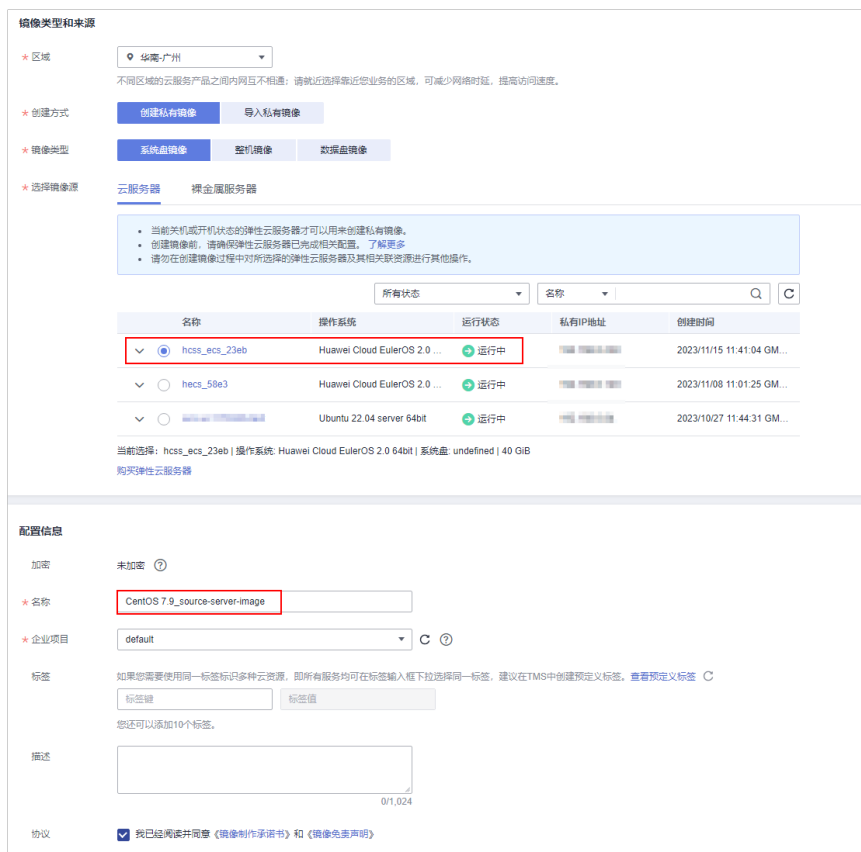 镜像类型和来源
★ 区域 华南-广州
不同区域的云服务产品之间内网互不相通；请就近选择靠近您业务的区域，可减少网络时延，提高访问速度。
★ 创建方式 创建私有镜像 导入私有镜像
★ 镜像类型 系统盘镜像 整机镜像 数据盘镜像
★ 选择镜像源 云服务器 裸金属服务器
• 当前关机或开机状态的弹性云服务器才可以用来创建私有镜像。
• 创建镜像前，请确保弹性云服务器已完成相关配置。 了解更多
• 请勿在创建镜像过程中对所选择的弹性云服务器及其相关联资源进行其他操作。
所有状态 名称
名称 操作系统 运行状态 私有IP地址 创建时间
hcss_ecs_23eb Huawei Cloud EulerOS 2.0 ... 运行中 2023/11/15 11:41:04 GM...
hecs_58e3 Huawei Cloud EulerOS 2.0 ... 运行中 2023/11/08 11:01:25 GM...
Ubuntu 22.04 server 64bit 运行中 2023/10/27 11:44:31 GM...
当前选择：hcss_ecs_23eb | 操作系统: Huawei Cloud EulerOS 2.0 64bit | 系统盘: undefined | 40 GiB
购买弹性云服务器
配置信息
加密 未加密 ?
★ 名称 CentOS 7.9_source-server-image
★ 企业项目 default ?
标签 如果您需要使用同一标签标识多种云资源，即所有服务均可在标签输入框下拉选择同一标签，建议在TMS中创建预定义标签。查看预定义标签
标签键 标签值
您还可以添加10个标签。
描述
0/1,024
协议 我已经阅读并同意《镜像制作承诺书》和《镜像免责声明》